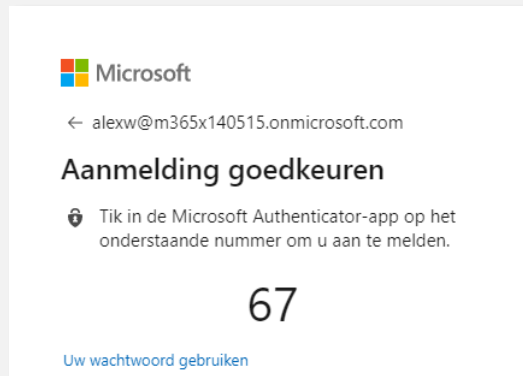 Microsoft
← alexw@m365x140515.onmicrosoft.com
Aanmelding goedkeuren
Tik in de Microsoft Authenticator-app op het
onderstaande nummer om u aan te melden.
67
Uw wachtwoord gebruiken